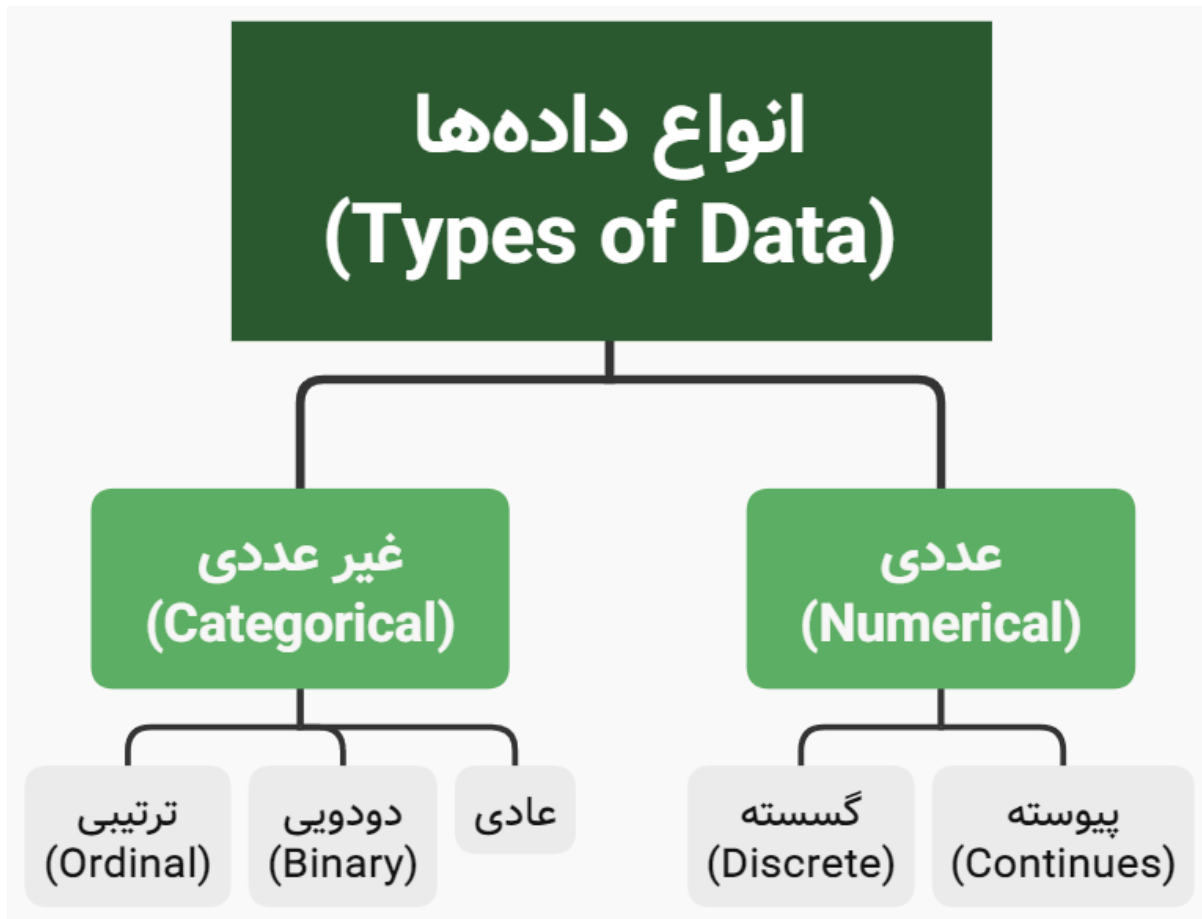 انواع داده‌ها
(Types of Data)
عددی
(Numerical)
غیر عددی
(Categorical)
پیوسته
(Continues)
گسسته
(Discrete)
عادی
دودویی
(Binary)
ترتیبی
(Ordinal)